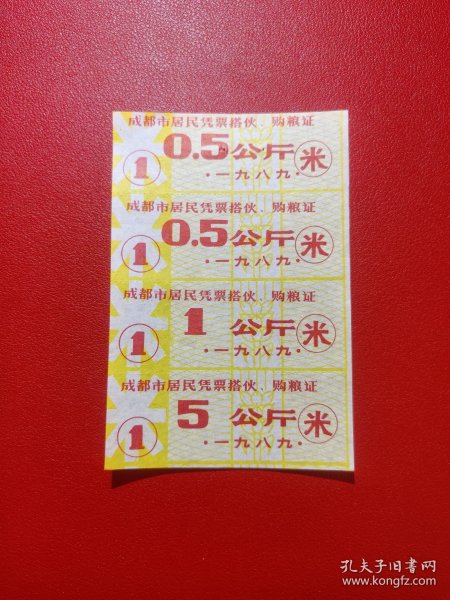 成都市居民凭票搭伙、购粮证
0.5公斤 米
1 ·一九八九·
成都市居民凭票搭伙、购粮证
0.5公斤 米
1 ·一九八九·
成都市居民凭票搭伙、购粮证
1 公斤 米
1 ·一九八九·
成都市居民凭票搭伙、购粮证
5 公斤 米
1 ·一九八九·
孔夫子旧书网
www.kongfz.com